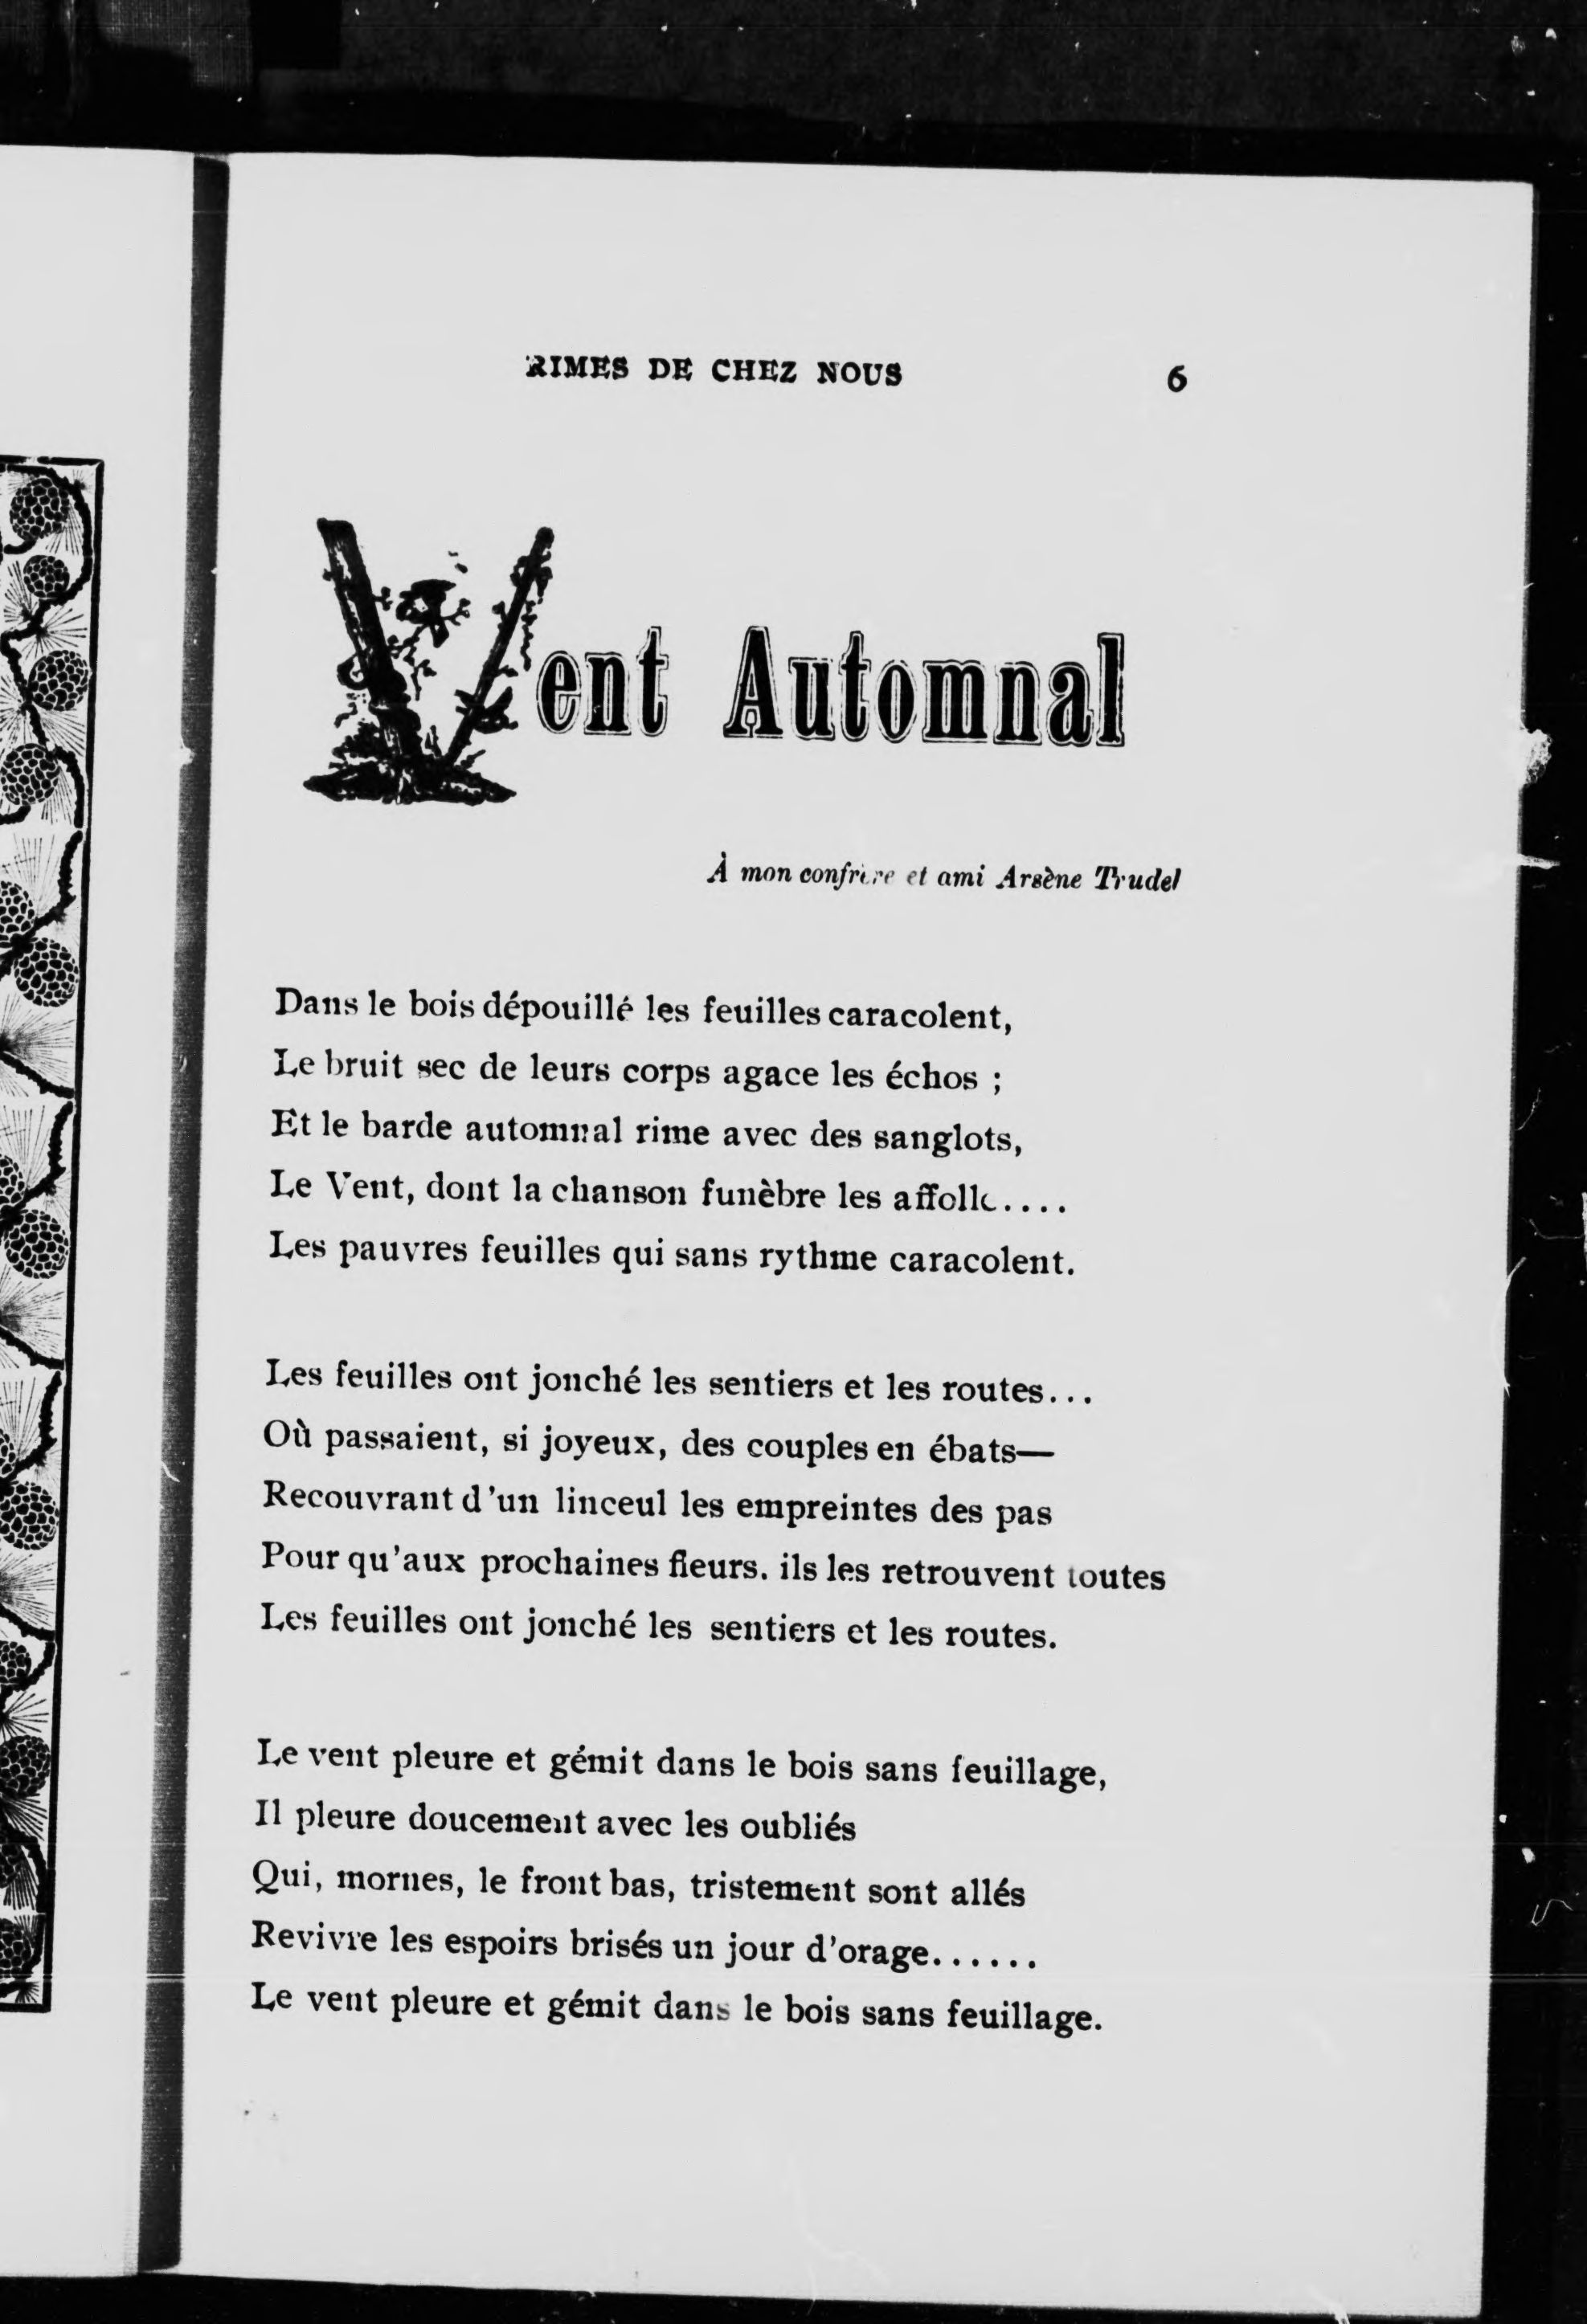 RIMES DE CHEZ NOUS 6
Vent Automnal
À mon confrère et ami Arsène Trudel
Dans le bois dépouillé les feuilles caracolent,
Le bruit sec de leurs corps agace les échos ;
Et le barde automnal rime avec des sanglots,
Le Vent, dont la chanson funèbre les affolle....
Les pauvres feuilles qui sans rythme caracolent.
Les feuilles ont jonché les sentiers et les routes...
Où passaient, si joyeux, des couples en ébats—
Recouvrant d'un linceul les empreintes des pas
Pour qu'aux prochaines fleurs. ils les retrouvent toutes
Les feuilles ont jonché les sentiers et les routes.
Le vent pleure et gémit dans le bois sans feuillage,
Il pleure doucement avec les oubliés
Qui, mornes, le front bas, tristement sont allés
Revivre les espoirs brisés un jour d'orage......
Le vent pleure et gémit dans le bois sans feuillage.